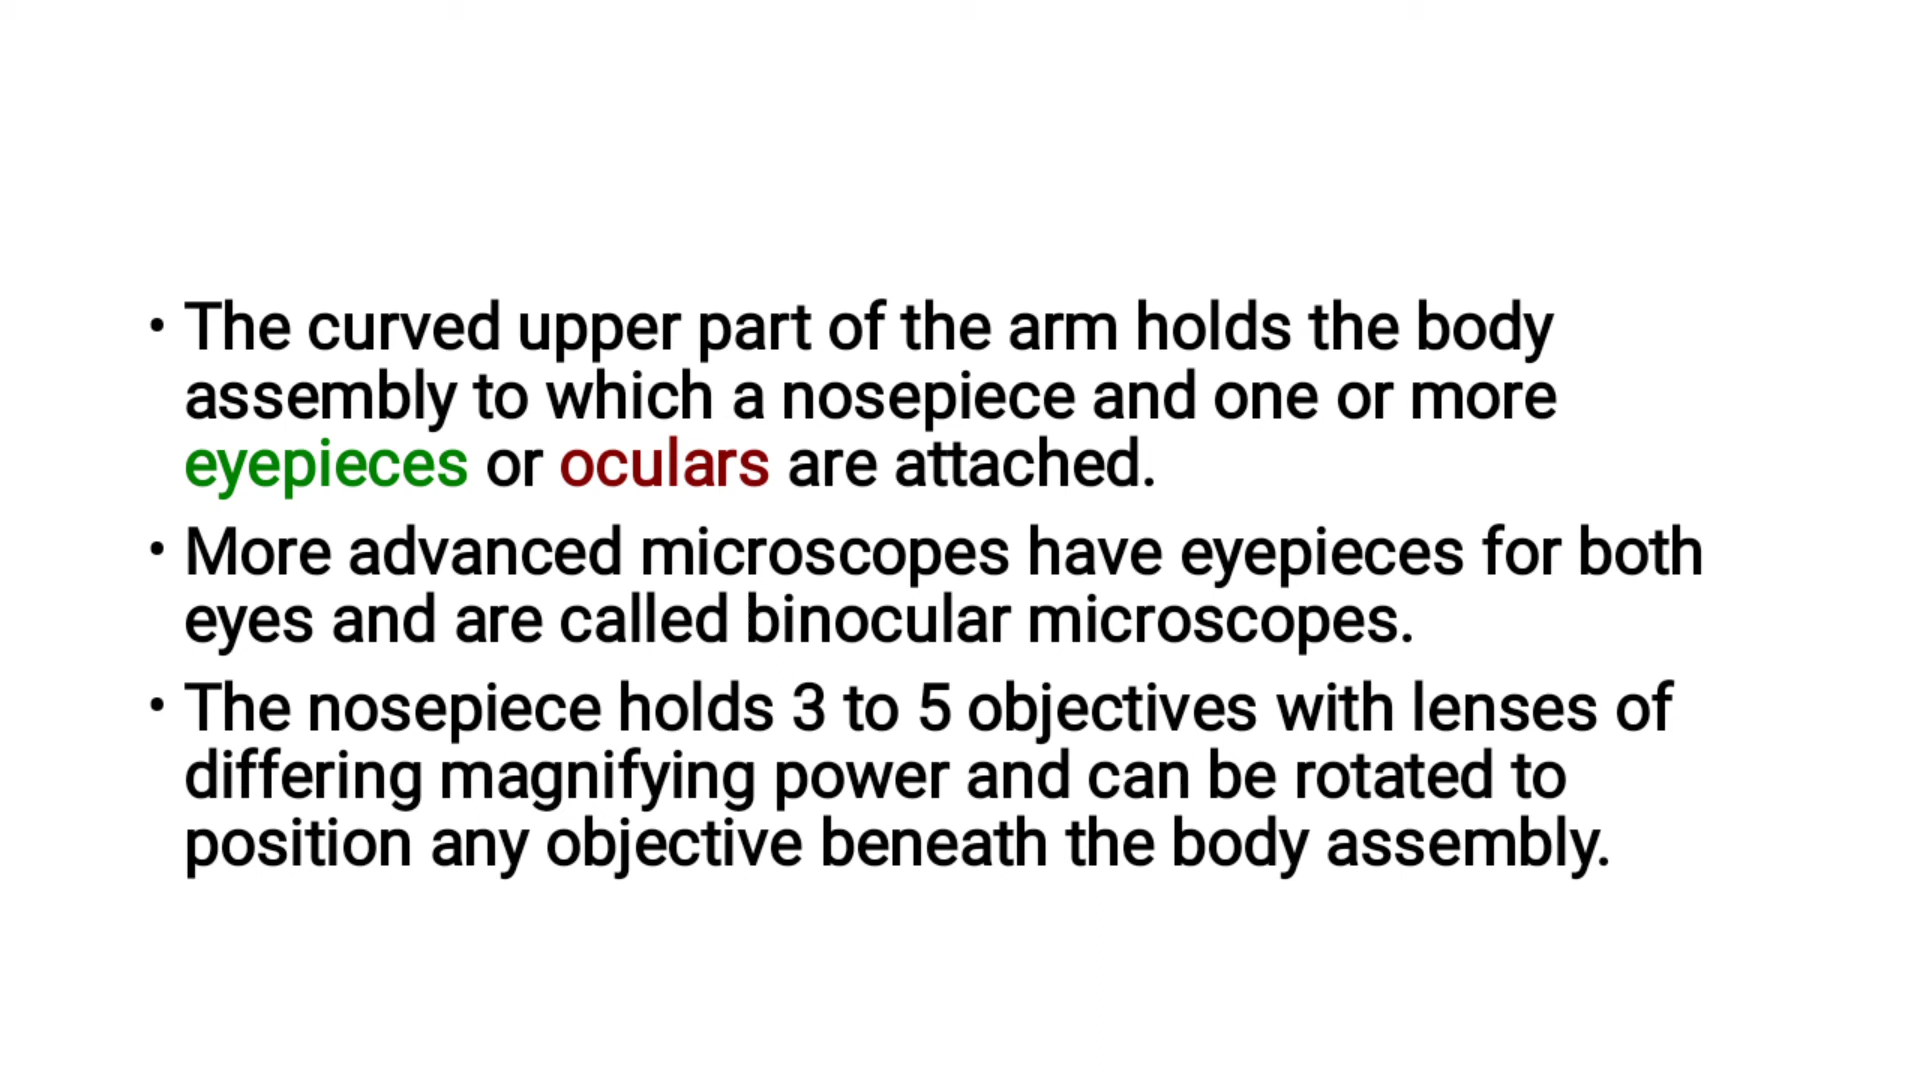 • The curved upper part of the arm holds the body
assembly to which a nosepiece and one or more
eyepieces or oculars are attached.
• More advanced microscopes have eyepieces for both
eyes and are called binocular microscopes.
• The nosepiece holds 3 to 5 objectives with lenses of
differing magnifying power and can be rotated to
position any objective beneath the body assembly.